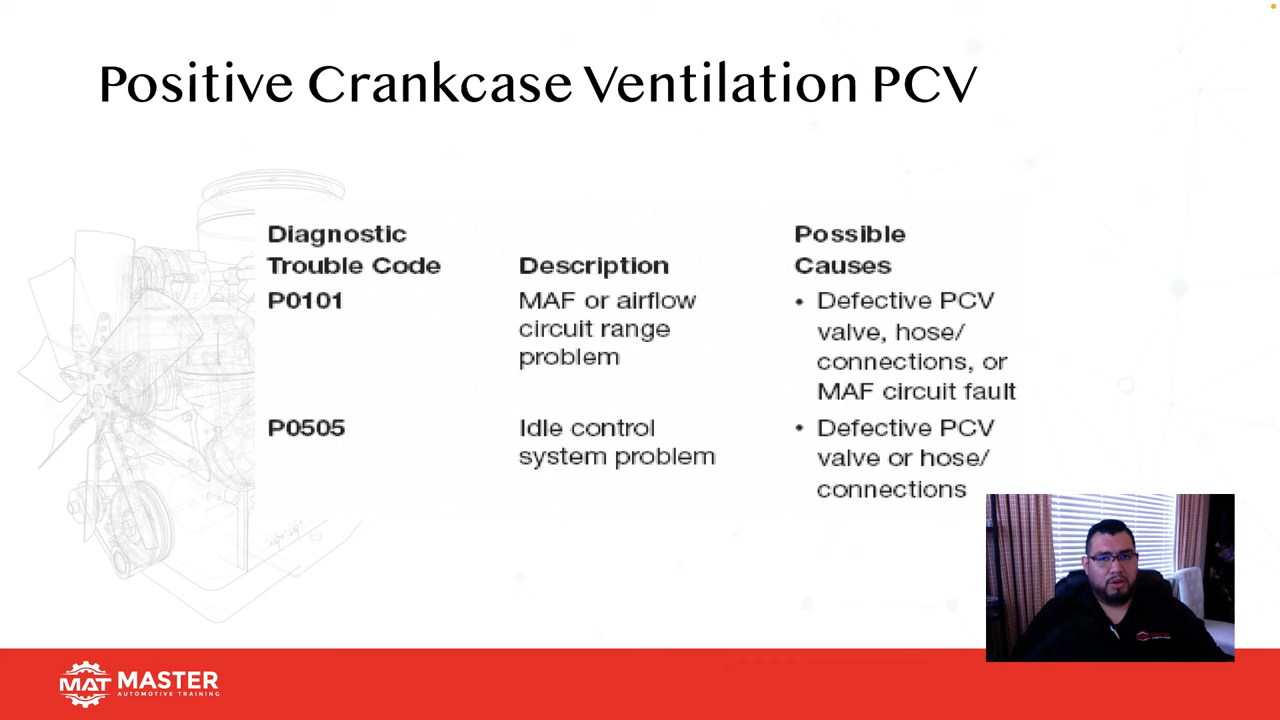 Positive Crankcase Ventilation PCV
Diagnostic
Trouble Code
Description
Possible
Causes
P0101
MAF or airflow
circuit range
problem
• Defective PCV
valve, hose/
connections, or
MAF circuit fault
P0505
Idle control
system problem
• Defective PCV
valve or hose/
connections
MAT MASTER
AUTOMOTIVE TRAINING